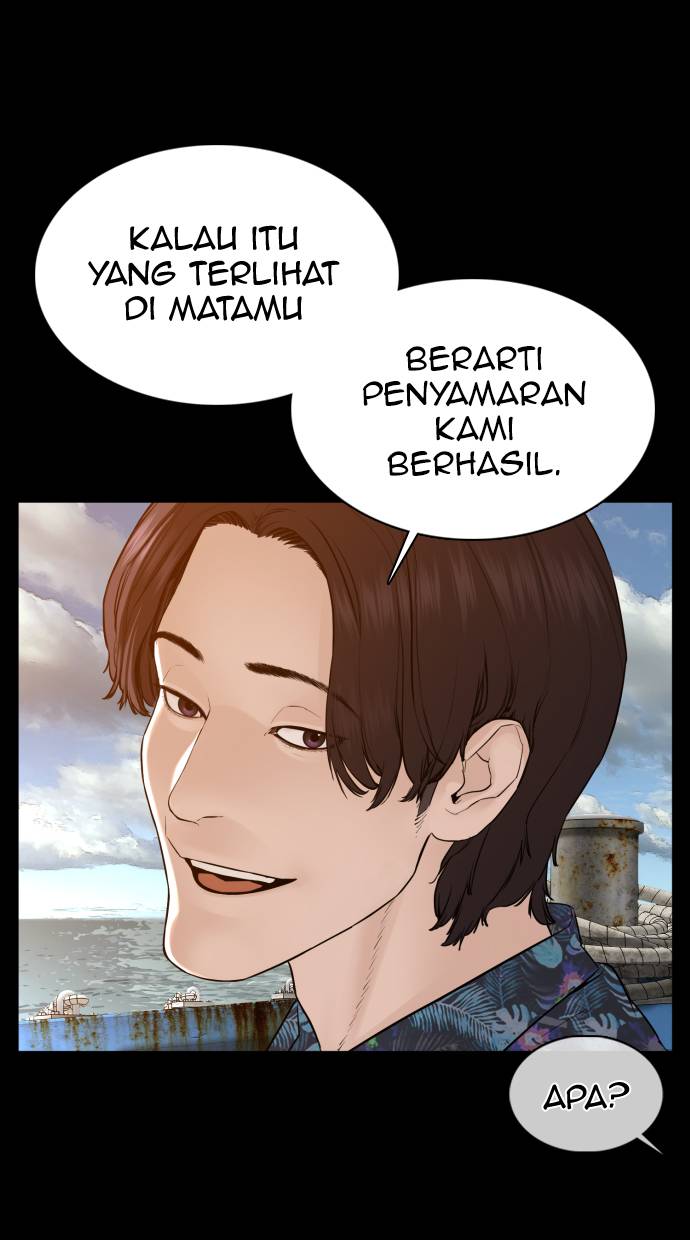 KALAU ITU
YANG TERLIHAT
DI MATAMU
BERARTI
PENYAMARAN
KAMI
BERHASIL.
APA?